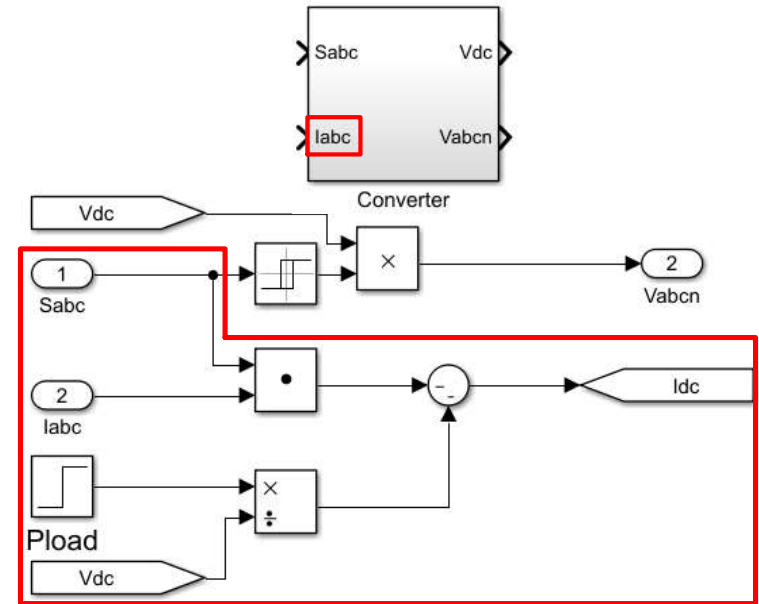 Sabc Vdc
Iabc Vabcn
Converter
Vdc
×
1
Sabc
2
Vabcn
2
Iabc
- -
Idc
×
÷
Pload
Vdc